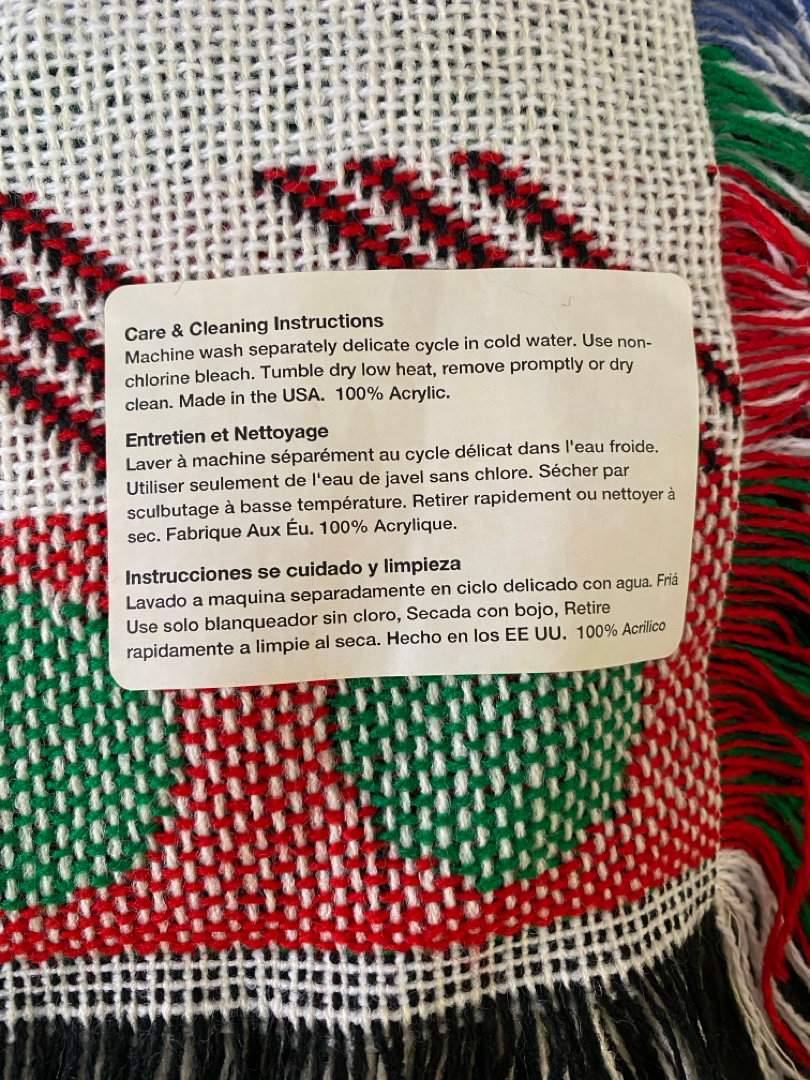 Care & Cleaning Instructions
Machine wash separately delicate cycle in cold water. Use non-
chlorine bleach. Tumble dry low heat, remove promptly or dry
clean. Made in the USA. 100% Acrylic.
Entretien et Nettoyage
Laver à machine séparément au cycle délicat dans l'eau froide.
Utiliser seulement de l'eau de javel sans chlore. Sécher par
sculbutage à basse température. Retirer rapidement ou nettoyer à
sec. Fabrique Aux Éu. 100% Acrylique.
Instrucciones se cuidado y limpieza
Lavado a maquina separadamente en ciclo delicado con agua. Friá
Use solo blanqueador sin cloro, Secada con bojo, Retire
rapidamente a limpie al seca. Hecho en los EE UU. 100% Acrilico